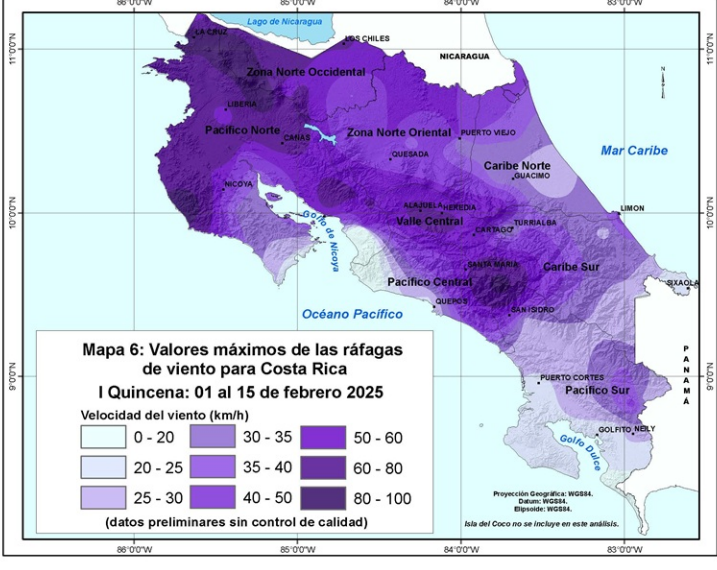 86°0'0"W
85°0'0"W
84°0'0"W
83°0'0"W
11°0'0"N
10°0'0"N
9°0'0"N
11°0'0"N
10°0'0"N
9°0'0"N
Lago de Nicaragua
LA CRUZ
LOS CHILES
NICARAGUA
N
Zona Norte Occidental
LIBERIA
Pacífico Norte
CAÑAS
Zona Norte Oriental
PUERTO VIEJO
QUESADA
Mar Caribe
Caribe Norte
GUACIMO
NICOYA
ALAJUELA
HEREDIA
LIMON
Valle Central
TURRIALBA
CARTAGO
Golfo de Nicoya
SANTA MARIA
Caribe Sur
Pacífico Central
SIXAOLA
QUEPOS
SAN ISIDRO
Océano Pacífico
PANAMÁ
PUERTO CORTES
Pacífico Sur
GOLFITO
NEILY
Golfo Dulce
Mapa 6: Valores máximos de las ráfagas
de viento para Costa Rica
I Quincena: 01 al 15 de febrero 2025
Velocidad del viento (km/h)
0 - 20
30 - 35
50 - 60
20 - 25
35 - 40
60 - 80
25 - 30
40 - 50
80 - 100
(datos preliminares sin control de calidad)
Proyección Geográfica: WGS84.
Datum: WGS84.
Elipsoide: WGS84.
Isla del Coco no se incluye en este análisis.
86°0'0"W
85°0'0"W
84°0'0"W
83°0'0"W